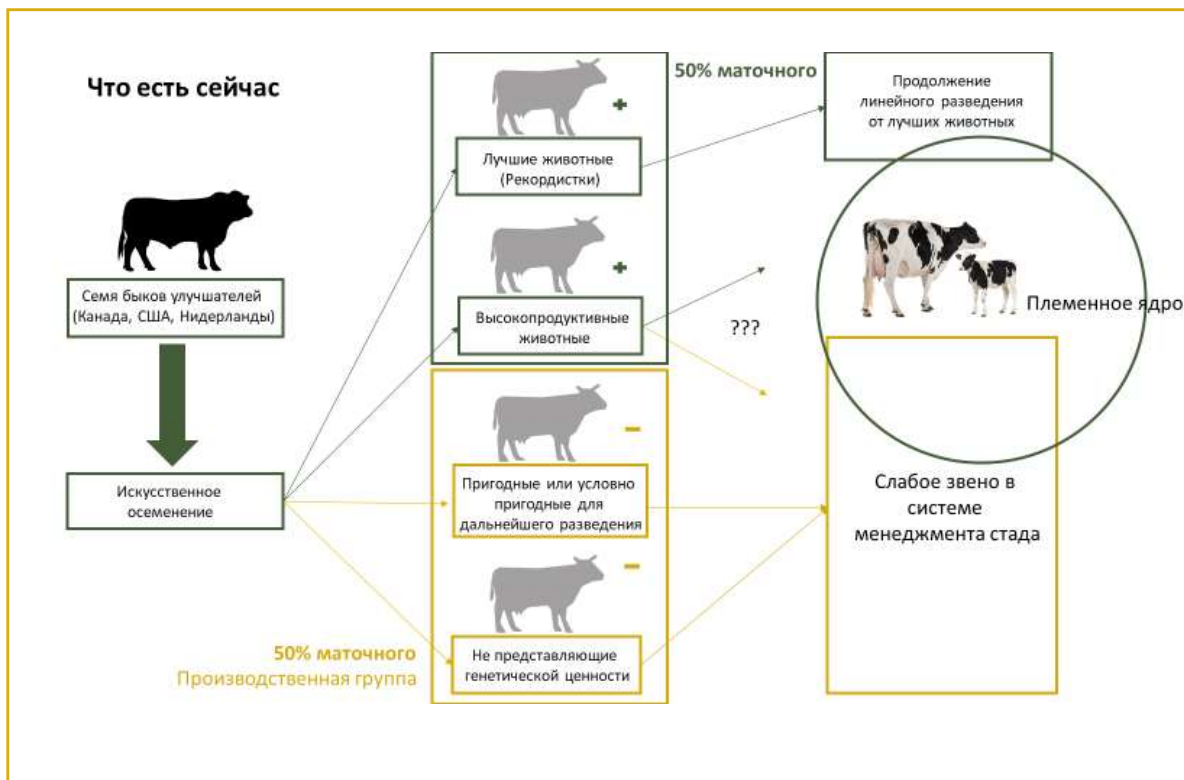 Что есть сейчас
Семя быков улучшателей
(Канада, США, Нидерланды)
Искусственное
осеменение
50% маточного
Лучшие животные
(Рекордистки)
Высокопродуктивные
животные
Пригодные или условно
пригодные для
дальнейшего разведения
Не представляющие
генетической ценности
50% маточного
Производственная группа
Продолжение
линейного разведения
от лучших животных
???
Племенное ядро
Слабое звено в
системе
менеджмента стада